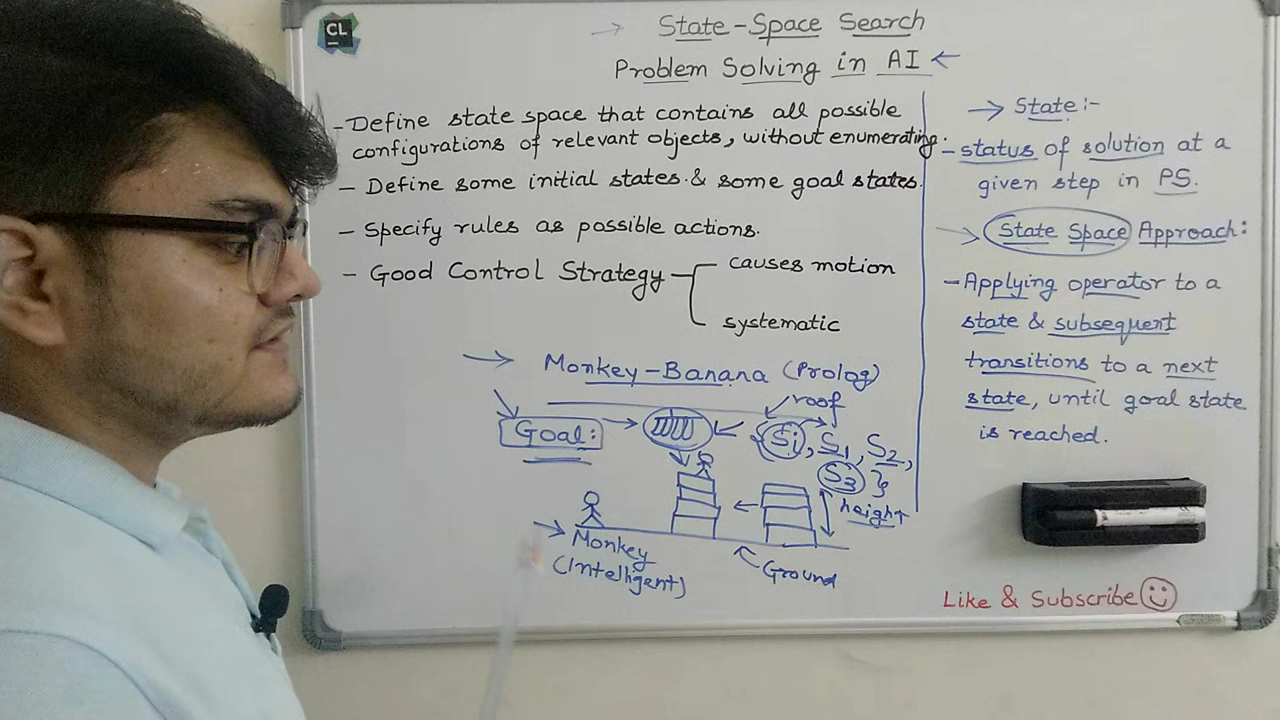 CL
State-Space Search
Problem Solving in AI
- Define state space that contains all possible
configurations of relevant objects, without enumerating.
- Define some initial states & some goal states.
- Specify rules as possible actions.
- Good Control Strategy
causes motion
systematic
Monkey-Banana (Prolog)
roof
Goal:
Si, S1, S2,
S3 }
height
Monkey
(Intelligent)
Ground
State:-
- status of solution at a
given step in PS.
State Space Approach:
- Applying operator to a
state & subsequent
transitions to a next
state, until goal state
is reached.
Like & Subscribe